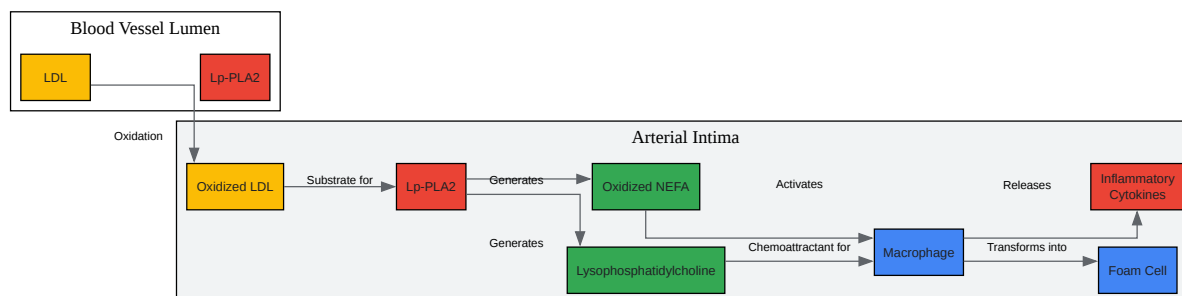 Blood Vessel Lumen
LDL
Lp-PLA2
Oxidation
Arterial Intima
Oxidized LDL
Substrate for
Lp-PLA2
Generates
Oxidized NEFA
Activates
Releases
Inflammatory
Cytokines
Generates
Lysophosphatidylcholine
Chemoattractant for
Macrophage
Transforms into
Foam Cell